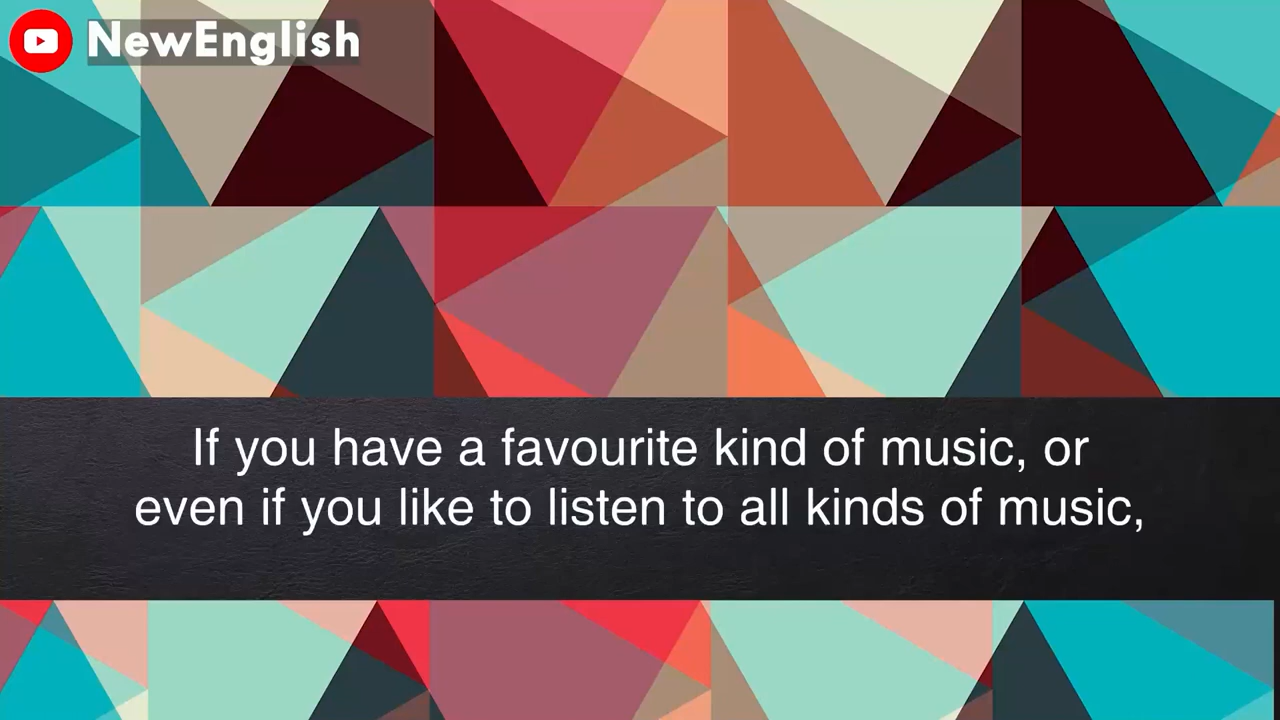 NewEnglish
If you have a favourite kind of music, or
even if you like to listen to all kinds of music,